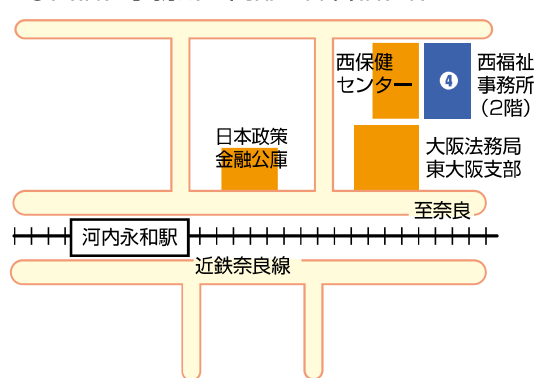 西保健
センター
❹
西福祉
事務所
（2階）
日本政策
金融公庫
大阪法務局
東大阪支部
至奈良
河内永和駅
近鉄奈良線